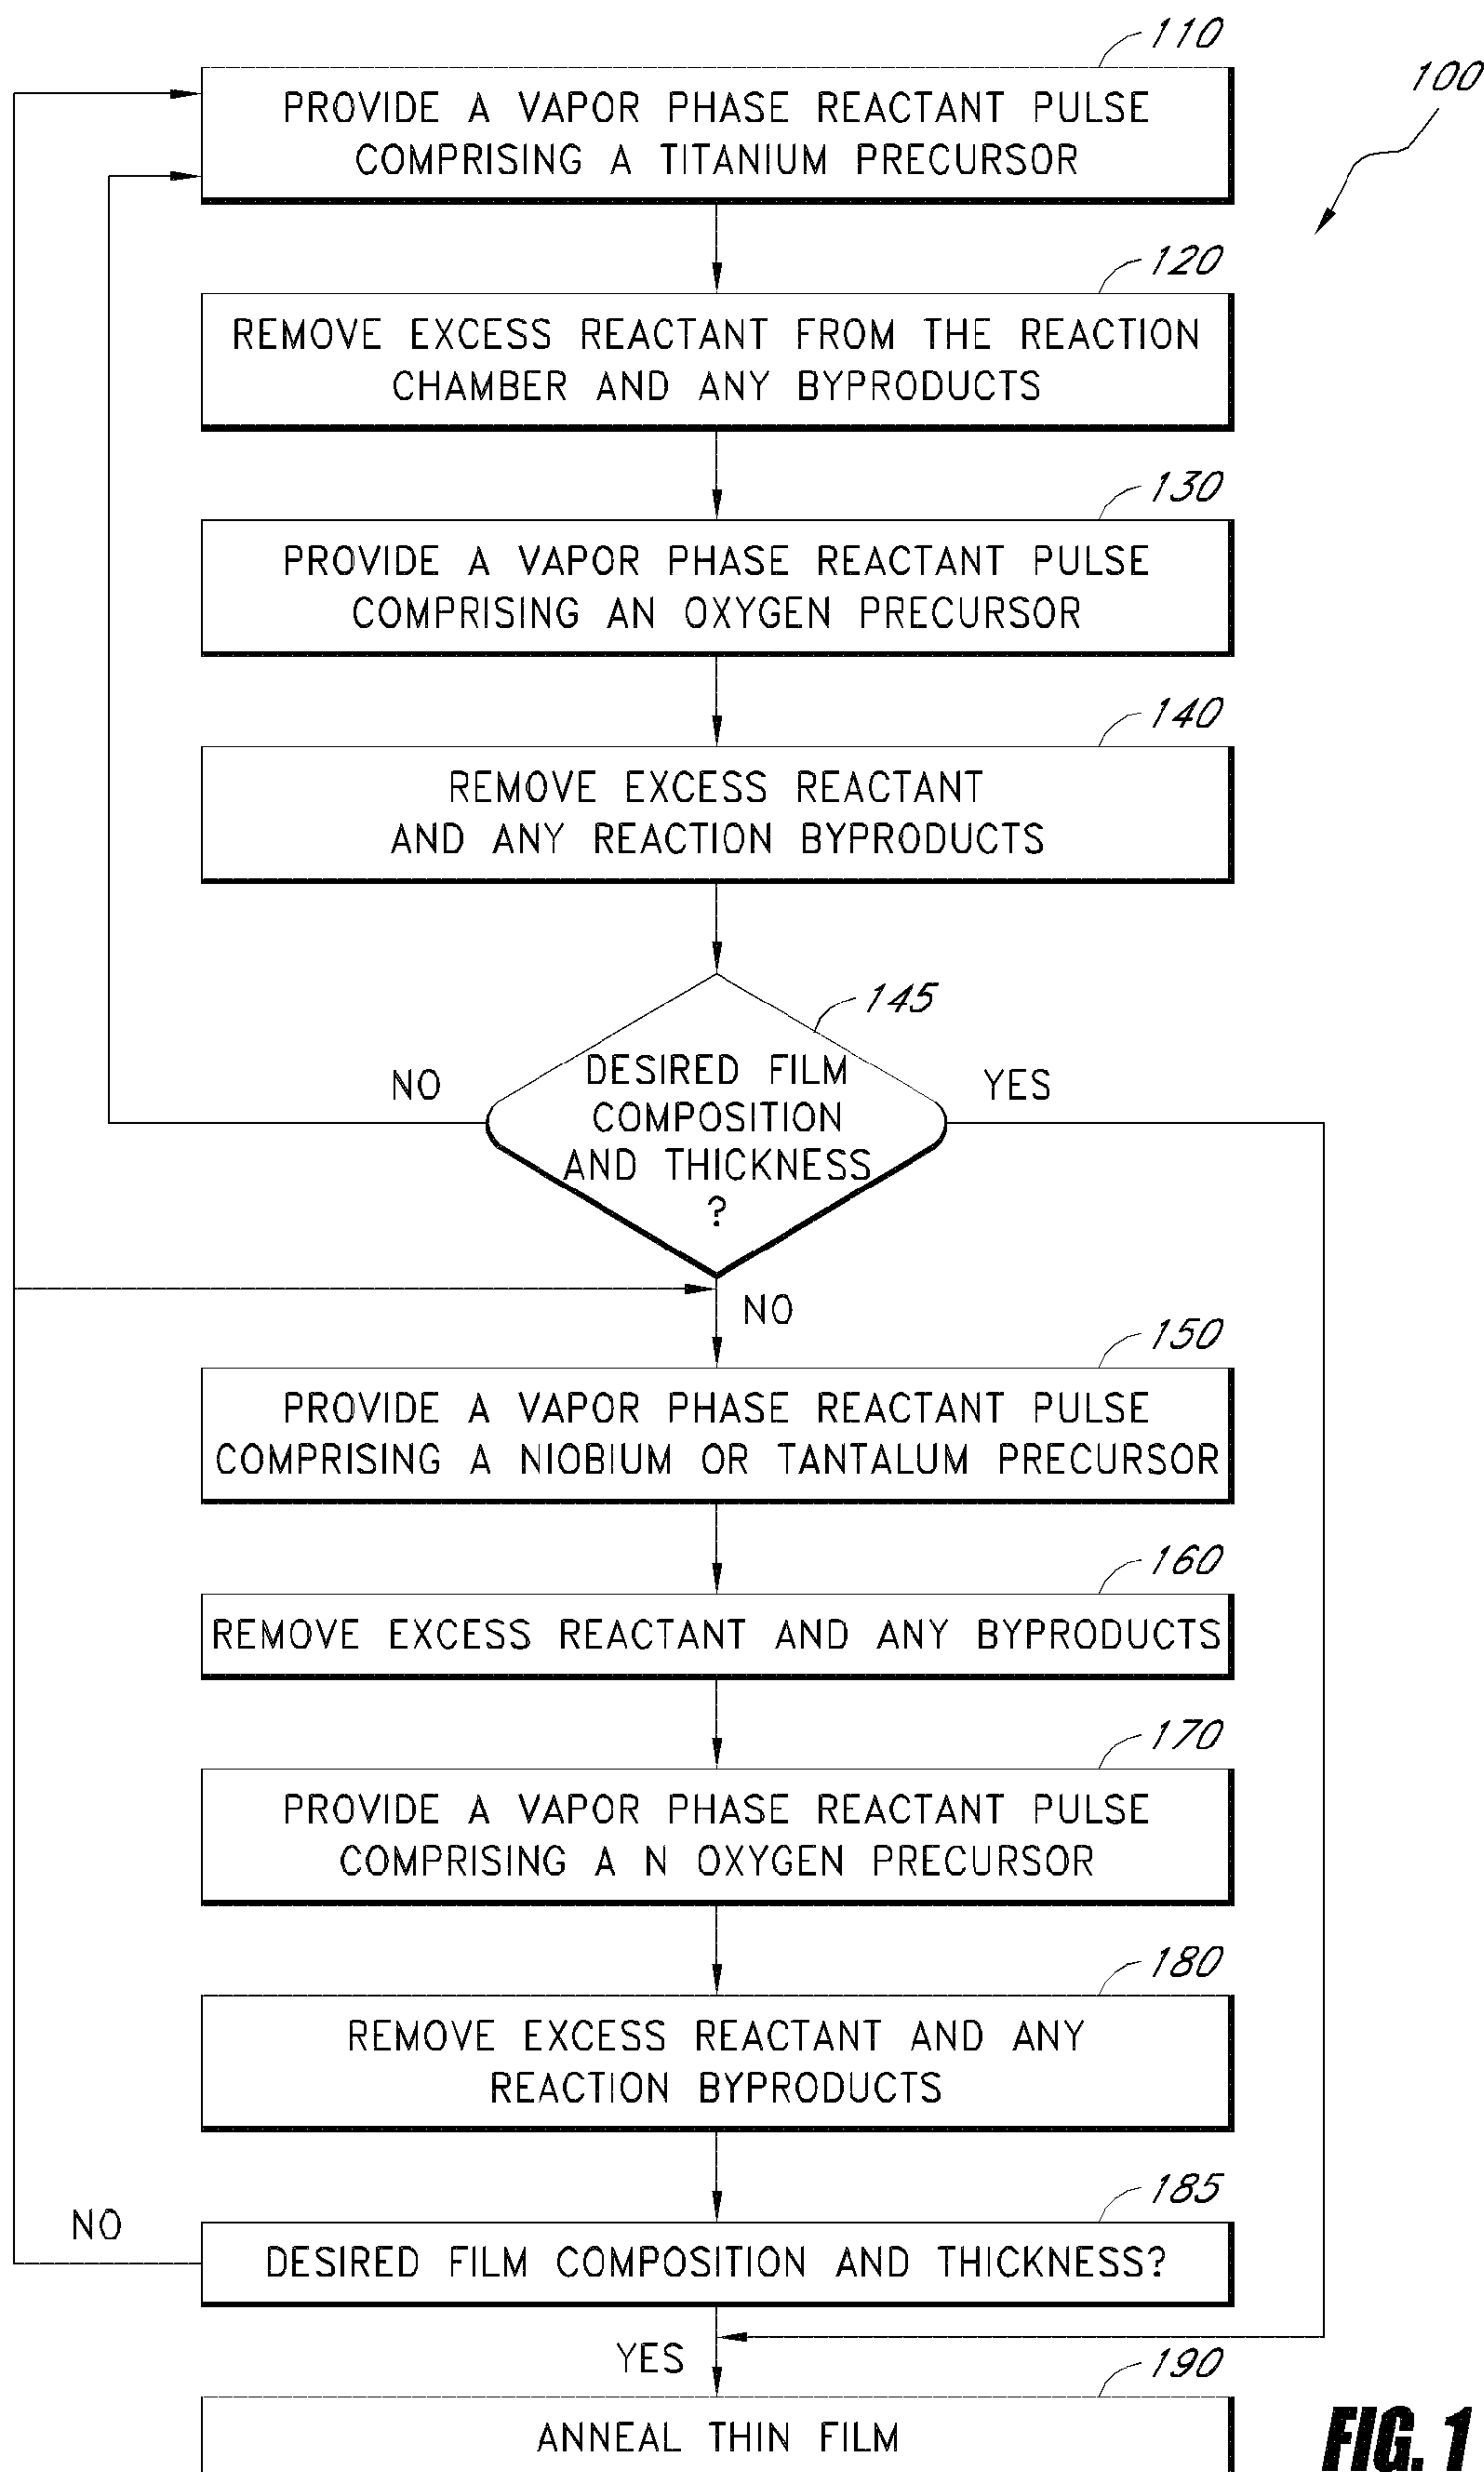 110
100
PROVIDE A VAPOR PHASE REACTANT PULSE
COMPRISING A TITANIUM PRECURSOR
120
REMOVE EXCESS REACTANT FROM THE REACTION
CHAMBER AND ANY BYPRODUCTS
130
PROVIDE A VAPOR PHASE REACTANT PULSE
COMPRISING AN OXYGEN PRECURSOR
140
REMOVE EXCESS REACTANT
AND ANY REACTION BYPRODUCTS
145
NO
YES
DESIRED FILM
COMPOSITION
AND THICKNESS
?
NO
150
PROVIDE A VAPOR PHASE REACTANT PULSE
COMPRISING A NIOBIUM OR TANTALUM PRECURSOR
160
REMOVE EXCESS REACTANT AND ANY BYPRODUCTS
170
PROVIDE A VAPOR PHASE REACTANT PULSE
COMPRISING A N OXYGEN PRECURSOR
180
REMOVE EXCESS REACTANT AND ANY
REACTION BYPRODUCTS
185
NO
DESIRED FILM COMPOSITION AND THICKNESS?
YES
190
ANNEAL THIN FILM
FIG. 1